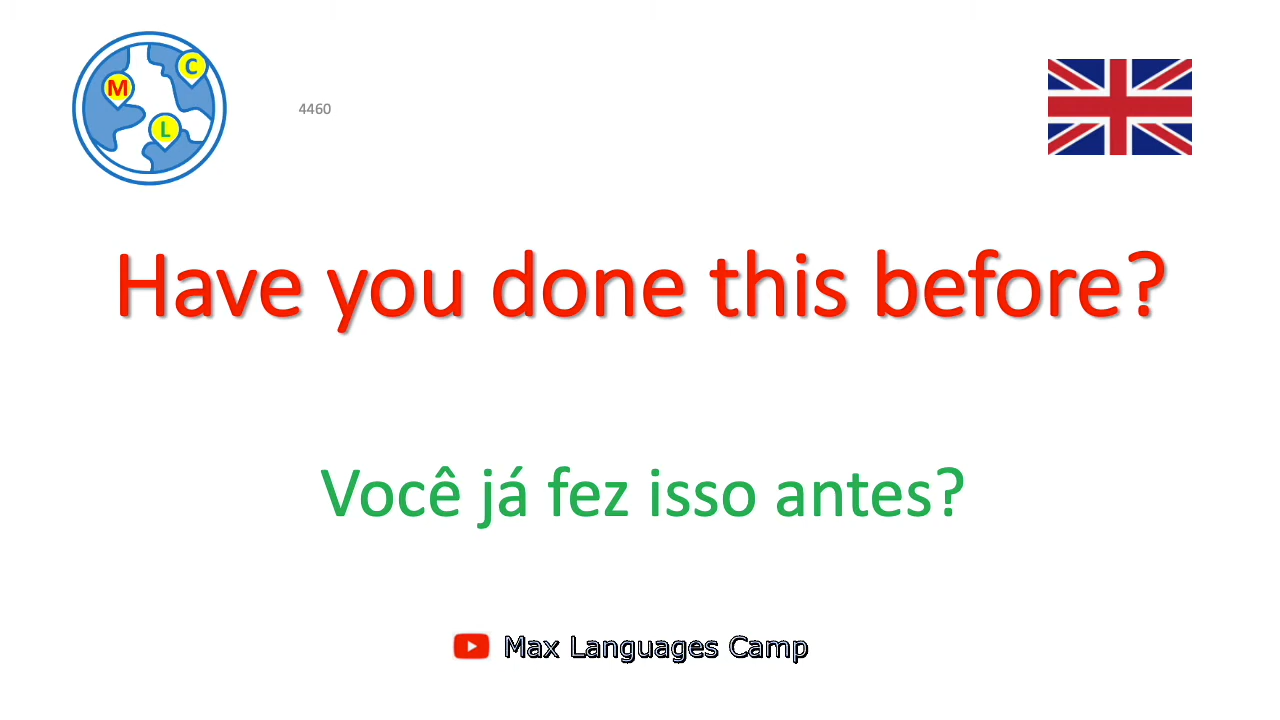 M
C
L
4460
Have you done this before?
Você já fez isso antes?
Max Languages Camp